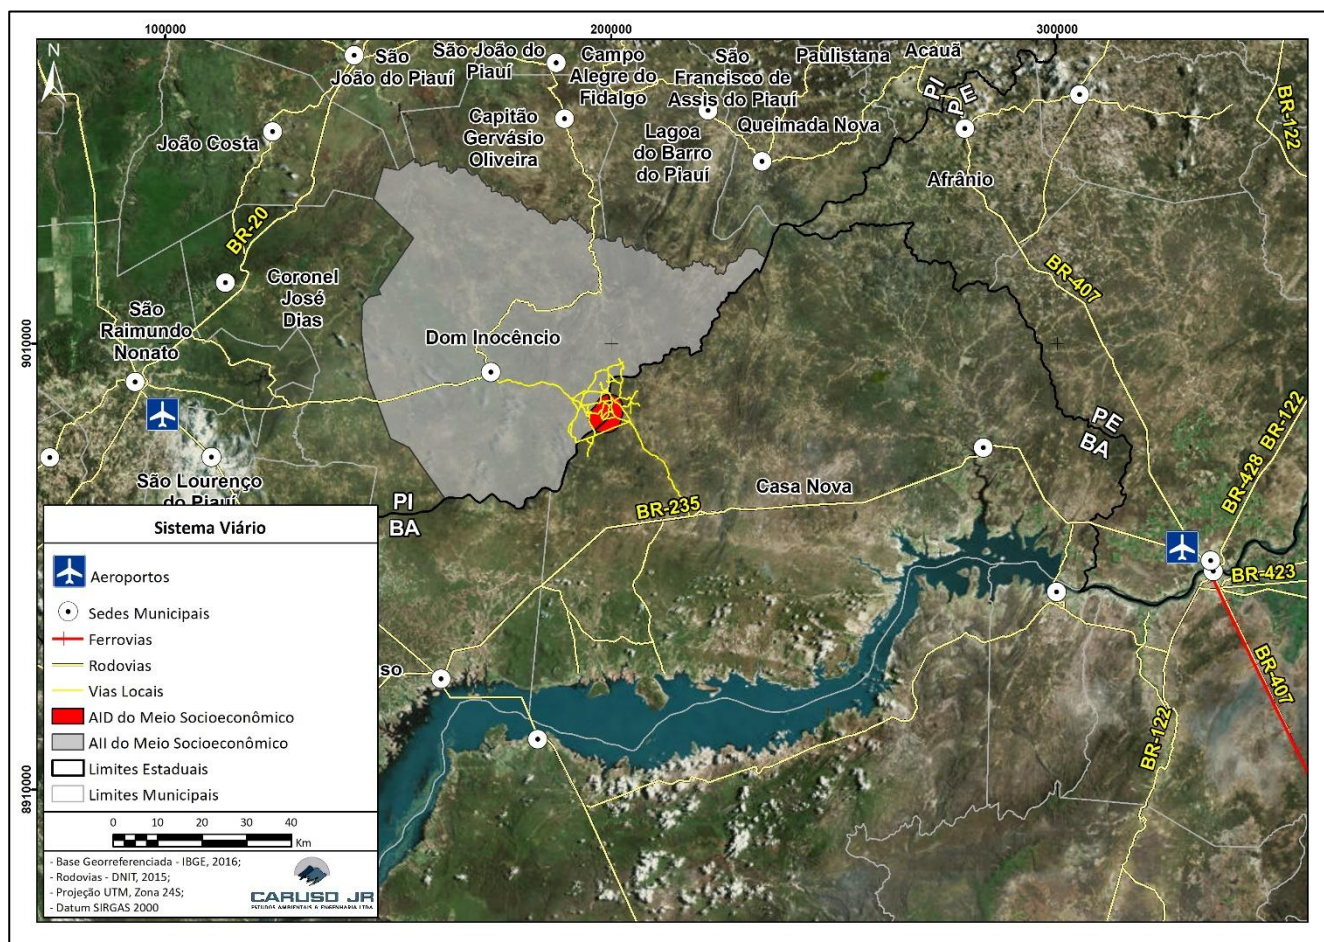 100000
200000
300000
N
São
João do Piauí
São João do
Piauí
Campo
Alegre do
Fidalgo
São
Francisco de
Assis do Piauí
Paulistana
Acauã
PI
PE
BR-122
João Costa
Capitão
Gervásio
Oliveira
Lagoa
do Barro
do Piauí
Queimada Nova
Afrânio
BR-20
Coronel
José
Dias
BR-407
São
Raimundo
Nonato
9010000
Dom Inocêncio
PE
BA
BR-122
BR-428
São Lourenço
do Piauí
PI
BA
BR-235
Casa Nova
BR-423
BR-407
BR-122
so
8910000
Sistema Viário
Aeroportos
Sedes Municipais
Ferrovias
Rodovias
Vias Locais
AID do Meio Socioeconômico
AII do Meio Socioeconômico
Limites Estaduais
Limites Municipais
0 10 20 30 40
Km
- Base Georreferenciada - IBGE, 2016;
- Rodovias - DNIT, 2015;
- Projeção UTM, Zona 24S;
- Datum SIRGAS 2000
CARUSO JR
ESTUDOS AMBIENTAIS & ENGENHARIA LTDA